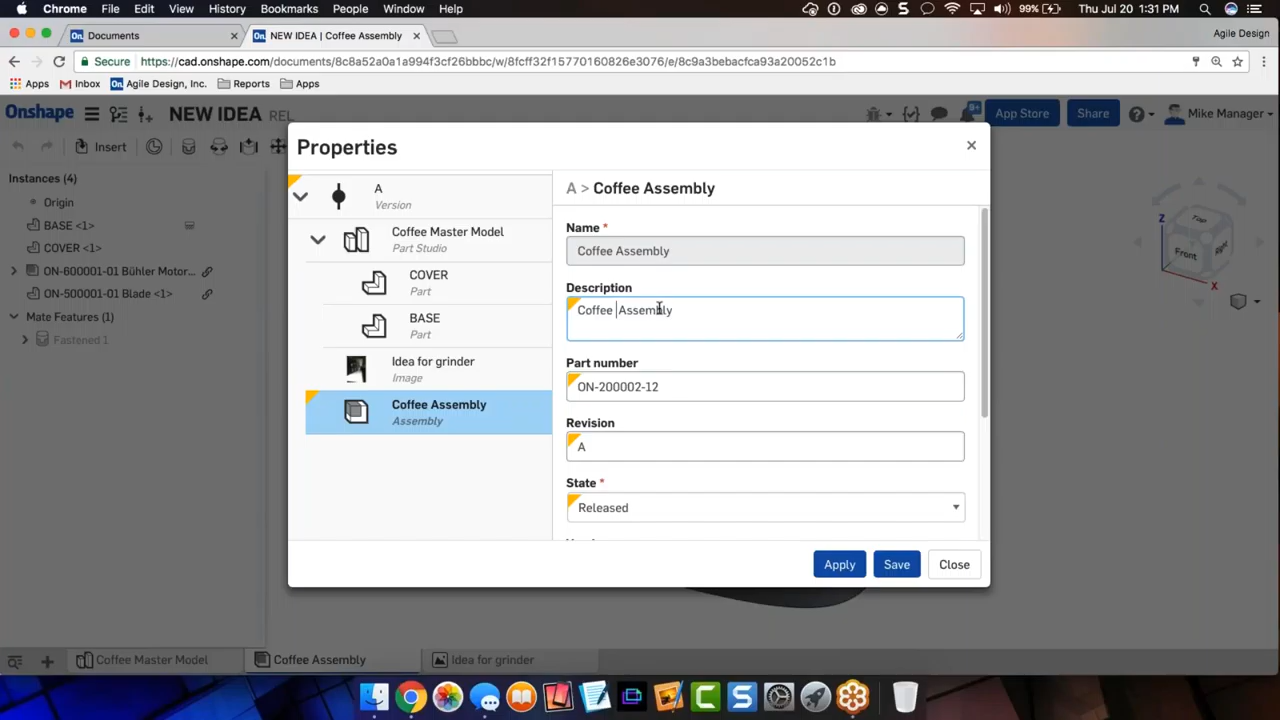 Chrome File Edit View History Bookmarks People Window Help 99% Thu Jul 20 1:31 PM
Documents NEW IDEA | Coffee Assembly Agile Design
Secure https://cad.onshape.com/documents/8c8a52a0a1a994f3cf26bbbc/w/8fcff32f15770160826e3076/e/8c9a3bebacfca93a20052c1b
Apps Inbox On. Agile Design, Inc. Reports Apps
Onshape NEW IDEA REL App Store Share Mike Manager
Insert
Instances (4)
Origin
BASE <1>
COVER <1>
ON-600001-01 Bühler Motor...
ON-500001-01 Blade <1>
Mate Features (1)
Fastened 1
Properties
A
Version
Coffee Master Model
Part Studio
COVER
Part
BASE
Part
Idea for grinder
Image
Coffee Assembly
Assembly
A > Coffee Assembly
Name *
Coffee Assembly
Description
Coffee Assembly
Part number
ON-200002-12
Revision
A
State *
Released
Apply Save Close
Z
Top
Front
Right
X
Coffee Master Model Coffee Assembly Idea for grinder